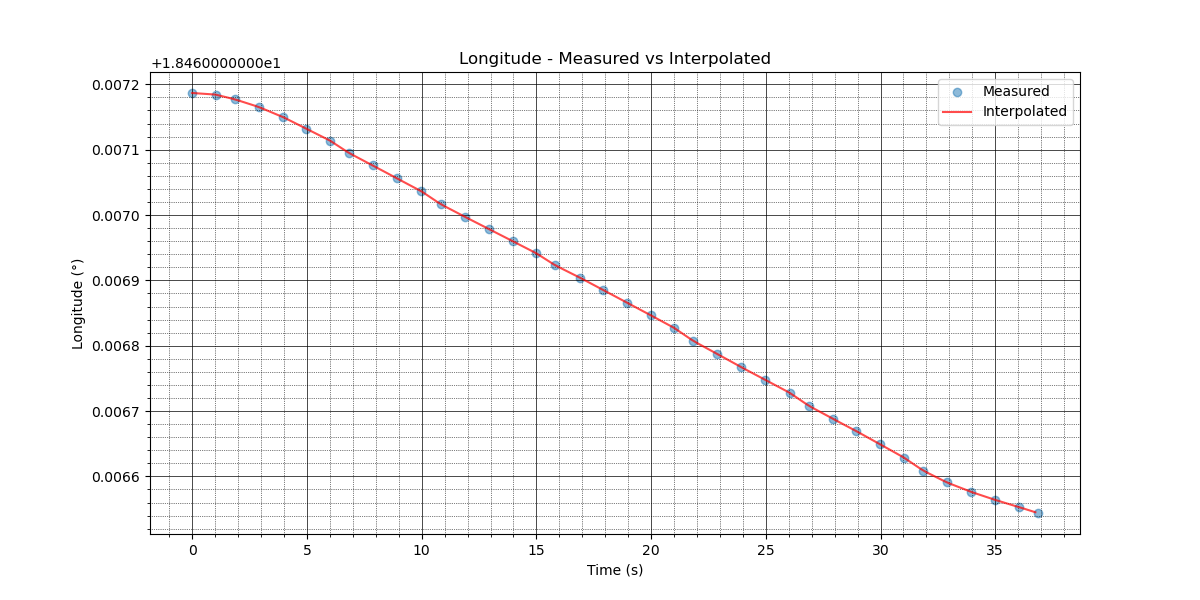 Longitude - Measured vs Interpolated
+1.8460000000e1
Measured
Interpolated
Longitude (°)
0.0072
0.0071
0.0070
0.0069
0.0068
0.0067
0.0066
0 5 10 15 20 25 30 35
Time (s)